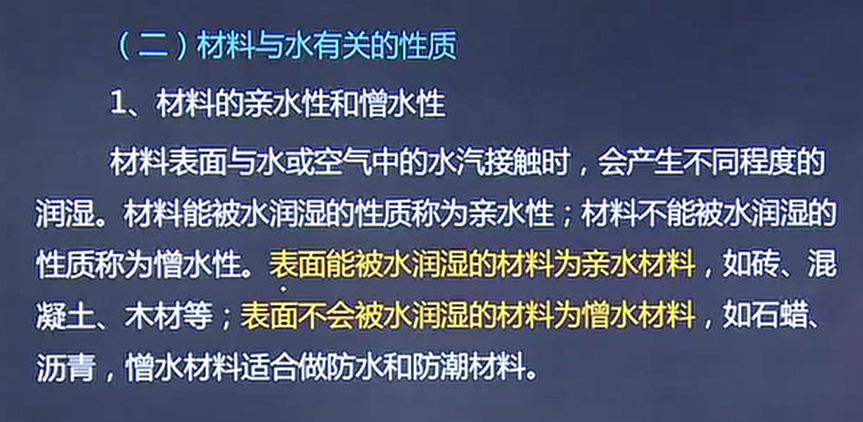 （二）材料与水有关的性质
1、材料的亲水性和憎水性
材料表面与水或空气中的水汽接触时，会产生不同程度的
润湿。材料能被水润湿的性质称为亲水性；材料不能被水润湿的
性质称为憎水性。表面能被水润湿的材料为亲水材料，如砖、混
凝土、木材等；表面不会被水润湿的材料为憎水材料，如石蜡、
沥青，憎水材料适合做防水和防潮材料。